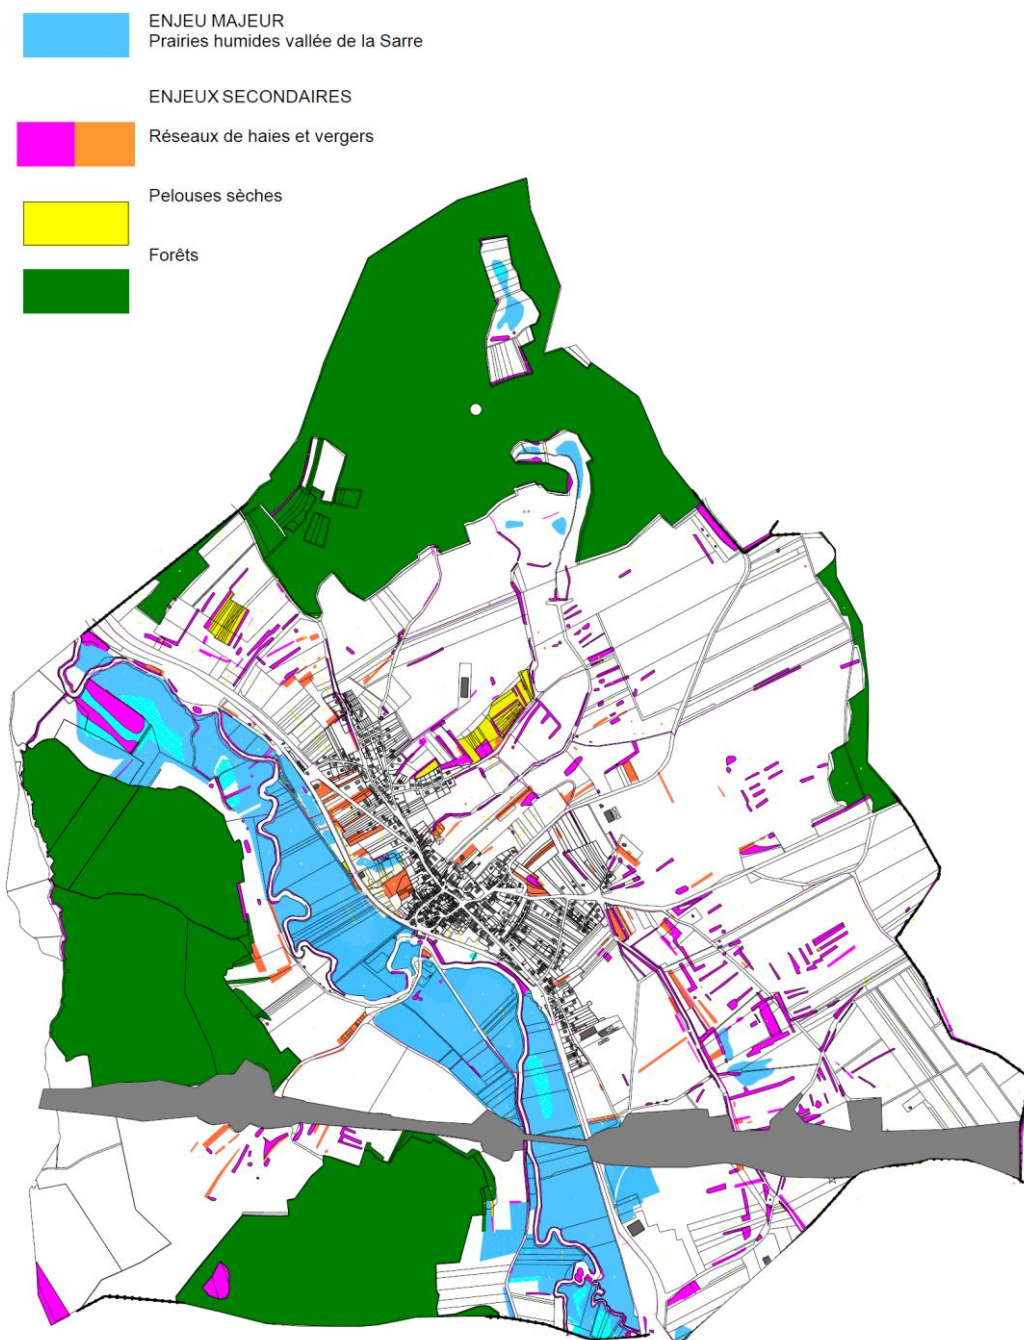 ENJEU MAJEUR
Prairies humides vallée de la Sarre
ENJEUX SECONDAIRES
Réseaux de haies et vergers
Pelouses sèches
Forêts